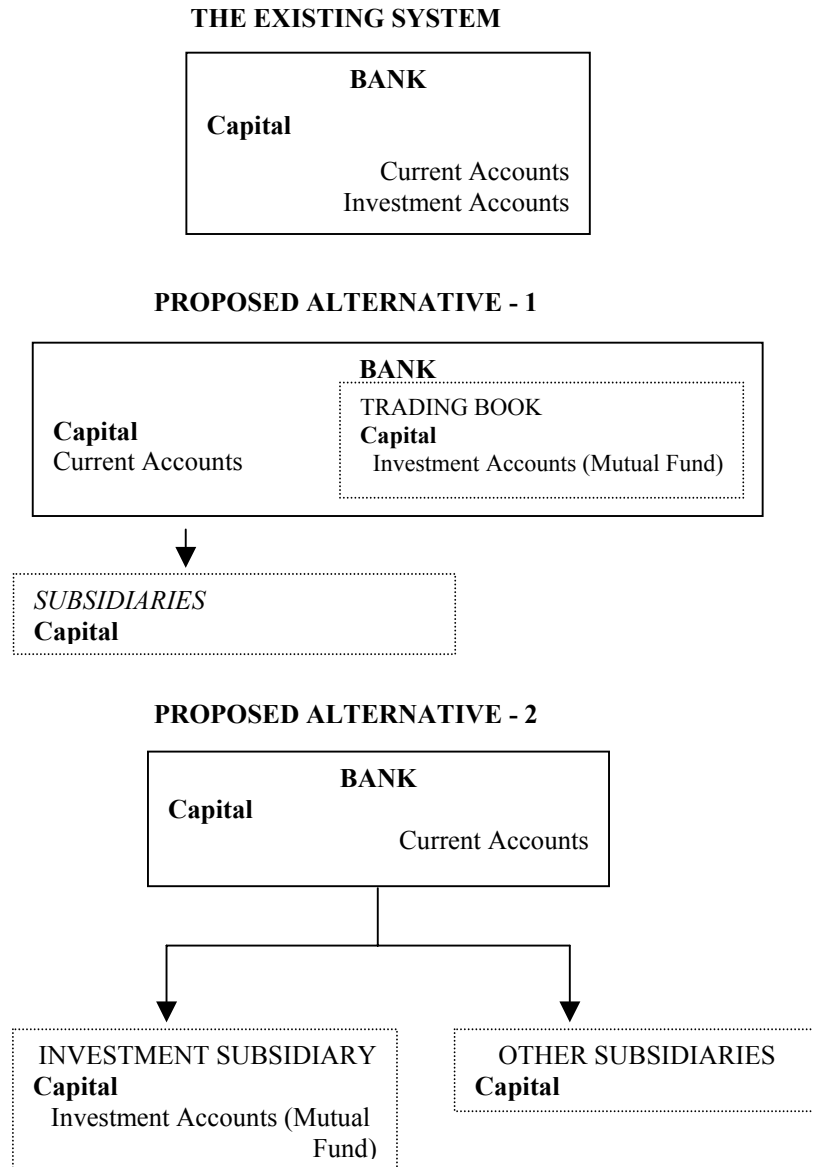 THE EXISTING SYSTEM
BANK
Capital
Current Accounts
Investment Accounts
PROPOSED ALTERNATIVE - 1
BANK
TRADING BOOK
Capital
Investment Accounts (Mutual Fund)
Capital
Current Accounts
SUBSIDIARIES
Capital
PROPOSED ALTERNATIVE - 2
BANK
Capital
Current Accounts
INVESTMENT SUBSIDIARY
Capital
Investment Accounts (Mutual
Fund)
OTHER SUBSIDIARIES
Capital